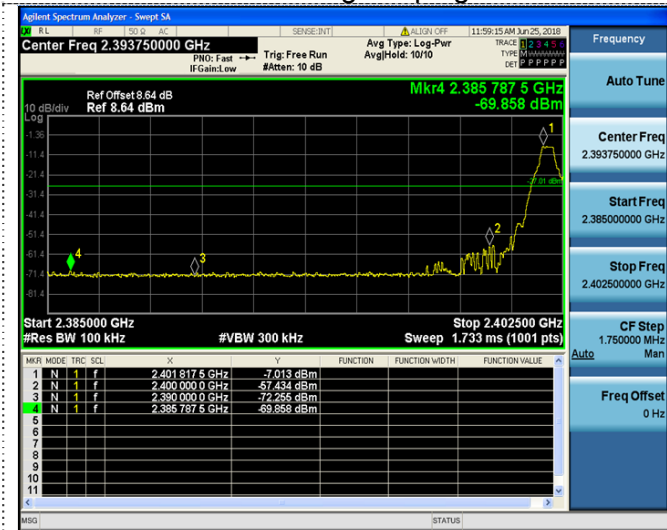 Agilent Spectrum Analyzer - Swept SA
RL RF 50 Ω AC SENSE:INT ALIGN OFF 11:59:15 AM Jun 25, 2018
Center Freq 2.393750000 GHz
PNO: Fast
IFGain:Low
Trig: Free Run
#Atten: 10 dB
Avg Type: Log-Pwr
Avg|Hold: 10/10
TRACE 1 2 3 4 5 6
TYPE M
DET P P P P P P
Ref Offset 8.64 dB
10 dB/div Ref 8.64 dBm
Log
Mkr4 2.385 787 5 GHz
-69.858 dBm
-1.36
-11.4
-21.4
-31.4
-41.4
-51.4
-61.4
-71.4
-81.4
1
-27.01 dBm
2
3
4
Start 2.385000 GHz Stop 2.402500 GHz
#Res BW 100 kHz #VBW 300 kHz Sweep 1.733 ms (1001 pts)
MKR MODE TRC SCL X Y FUNCTION FUNCTION WIDTH FUNCTION VALUE
1 N 1 f 2.401 817 5 GHz -7.013 dBm
2 N 1 f 2.400 000 0 GHz -57.434 dBm
3 N 1 f 2.390 000 0 GHz -72.255 dBm
4 N 1 f 2.385 787 5 GHz -69.858 dBm
5
6
7
8
9
10
11
MSG STATUS
Frequency
Auto Tune
Center Freq
2.393750000 GHz
Start Freq
2.385000000 GHz
Stop Freq
2.402500000 GHz
CF Step
1.750000 MHz
Auto Man
Freq Offset
0 Hz